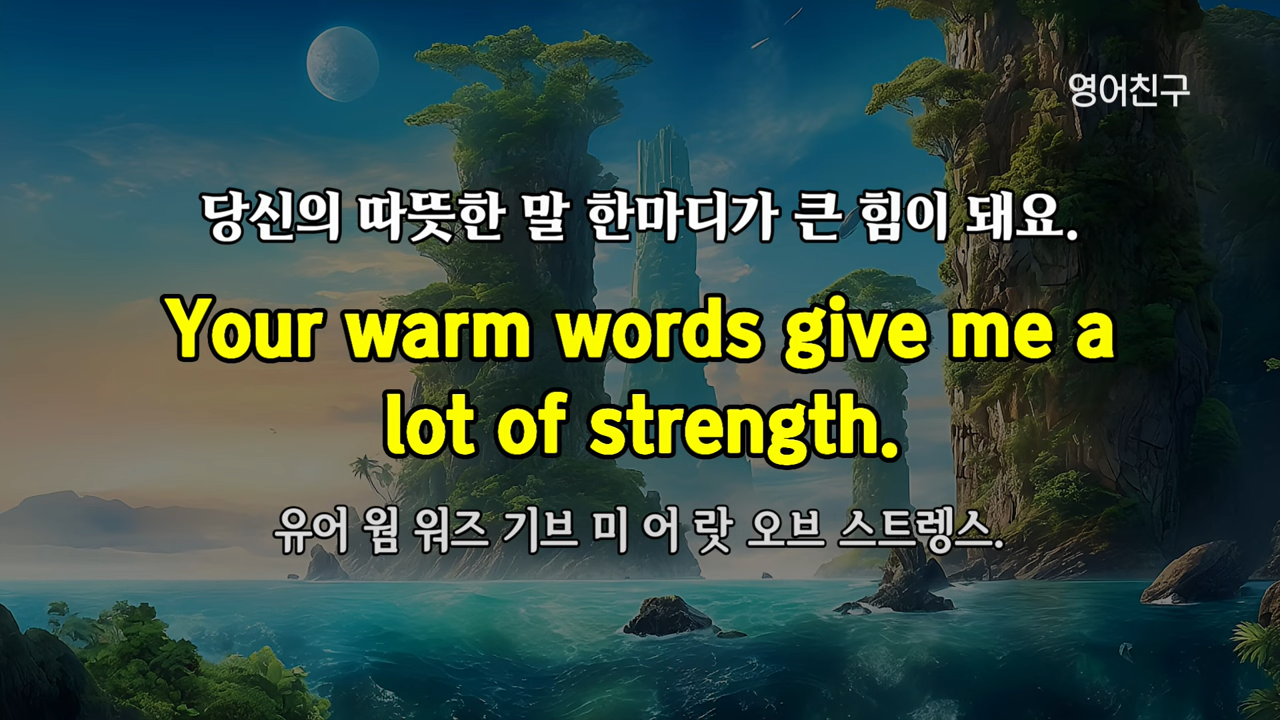 영어친구
당신의 따뜻한 말 한마디가 큰 힘이 돼요.
Your warm words give me a
lot of strength.
유어 웜 워즈 기브 미 어 랏 오브 스트렝스.